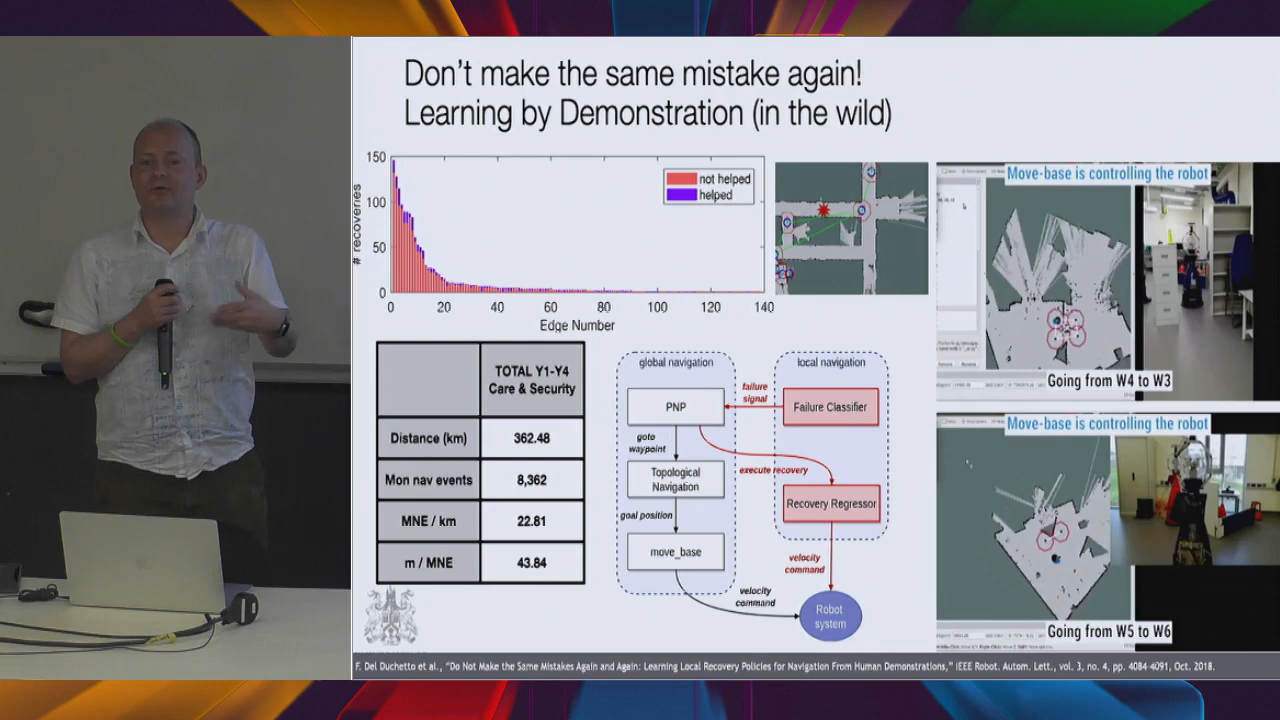 Don't make the same mistake again!
Learning by Demonstration (in the wild)
150
100
50
0
# recoveries
not helped
helped
0 20 40 60 80 100 120 140
Edge Number
Move-base is controlling the robot
Going from W4 to W3
Move-base is controlling the robot
Going from W5 to W6
TOTAL Y1-Y4
Care & Security
Distance (km) 362.48
Mon nav events 8,362
MNE / km 22.81
m / MNE 43.84
global navigation
local navigation
PNP
failure
signal
Failure Classifier
goto
waypoint
execute recovery
Topological
Navigation
Recovery Regressor
goal position
move_base
velocity
command
velocity
command
Robot
system
F. Del Duchetto et al., "Do Not Make the Same Mistakes Again and Again: Learning Local Recovery Policies for Navigation From Human Demonstrations," IEEE Robot. Autom. Lett., vol. 3, no. 4, pp. 4084-4091, Oct. 2018.